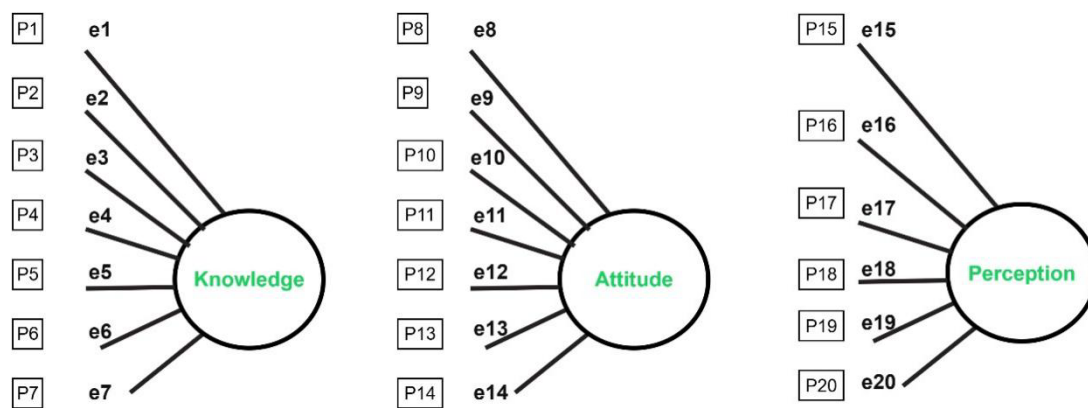 P1 e1
P2 e2
P3 e3
P4 e4
P5 e5
P6 e6
P7 e7
Knowledge
P8 e8
P9 e9
P10 e10
P11 e11
P12 e12
P13 e13
P14 e14
Attitude
P15 e15
P16 e16
P17 e17
P18 e18
P19 e19
P20 e20
Perception